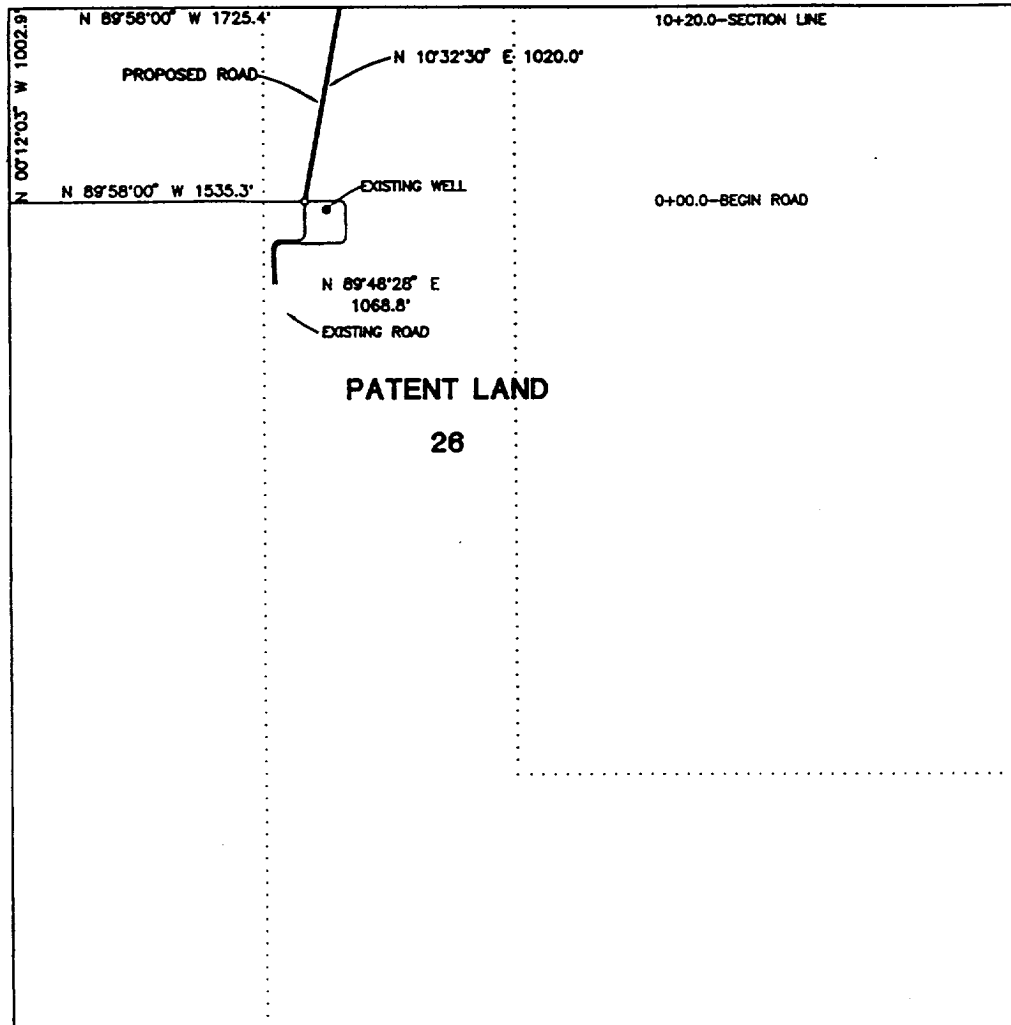 N 89°58'00" W 1725.4'
10+20.0-SECTION LINE
N 00°12'03" W 1002.9'
N 10°32'30" E 1020.0'
PROPOSED ROAD
N 89°58'00" W 1535.3'
EXISTING WELL
0+00.0-BEGIN ROAD
N 89°48'28" E
1068.8'
EXISTING ROAD
PATENT LAND
26